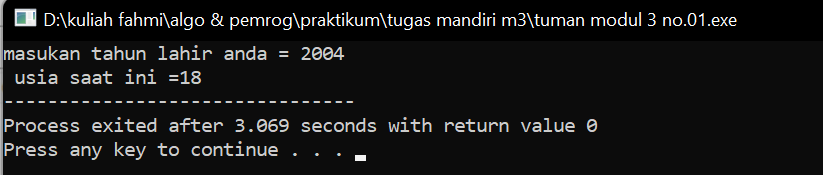 D:\kuliah fahmi\algo & pemrog\praktikum\tugas mandiri m3\tuman modul 3 no.01.exe
masukan tahun lahir anda = 2004
 usia saat ini =18
--------------------------------
Process exited after 3.069 seconds with return value 0
Press any key to continue . . .